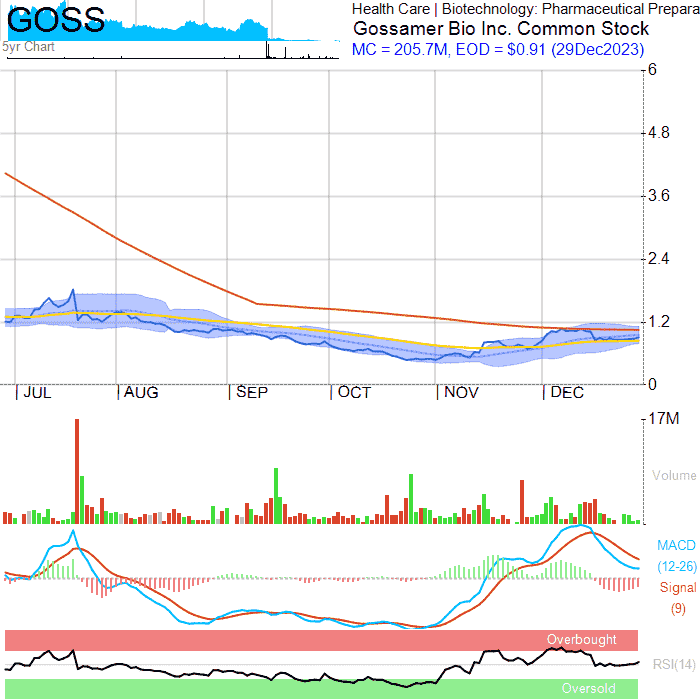 GOSS
5yr Chart
Health Care | Biotechnology: Pharmaceutical Prepara
Gossamer Bio Inc. Common Stock
MC = 205.7M, EOD = $0.91 (29Dec2023)
6
4.8
3.6
2.4
1.2
0
JUL
AUG
SEP
OCT
NOV
DEC
17M
Volume
MACD
(12-26)
Signal
(9)
Overbought
RSI(14)
Oversold